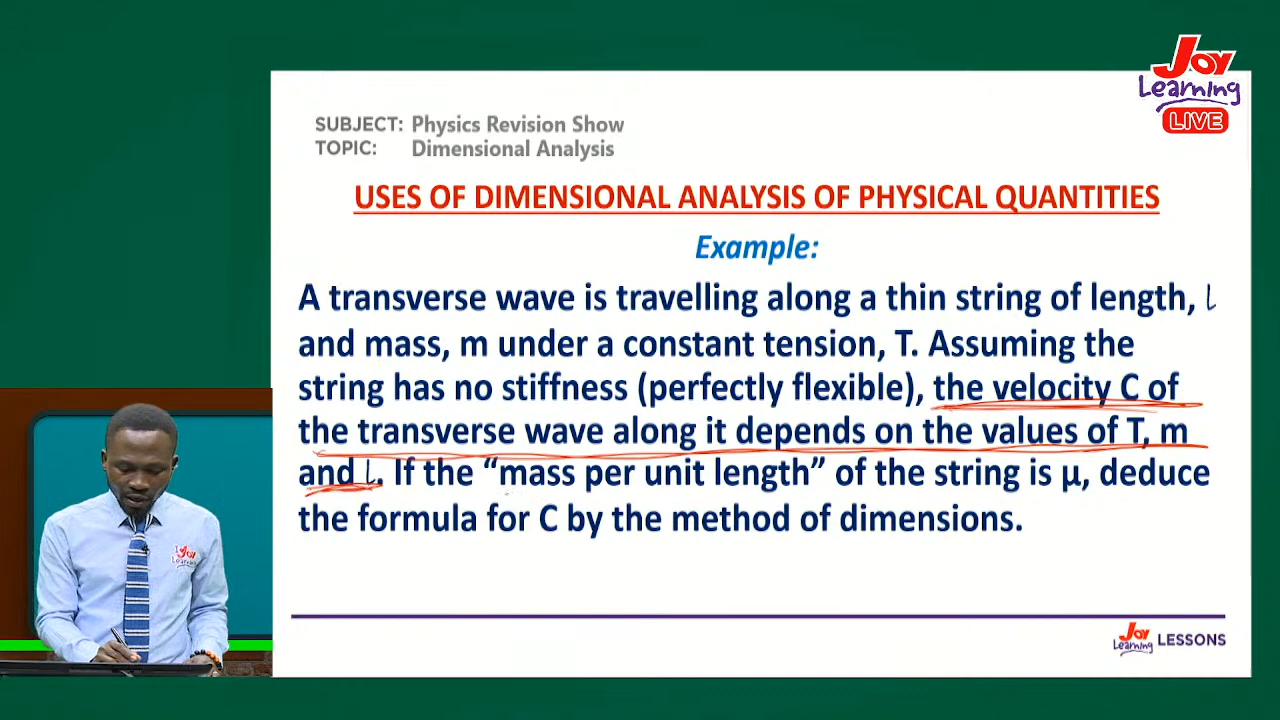 Joy
Learning
LIVE
SUBJECT: Physics Revision Show
TOPIC: Dimensional Analysis
USES OF DIMENSIONAL ANALYSIS OF PHYSICAL QUANTITIES
Example:
A transverse wave is travelling along a thin string of length, l
and mass, m under a constant tension, T. Assuming the
string has no stiffness (perfectly flexible), the velocity C of
the transverse wave along it depends on the values of T, m
and l. If the “mass per unit length” of the string is μ, deduce
the formula for C by the method of dimensions.
Joy
Learning
Joy Learning LESSONS